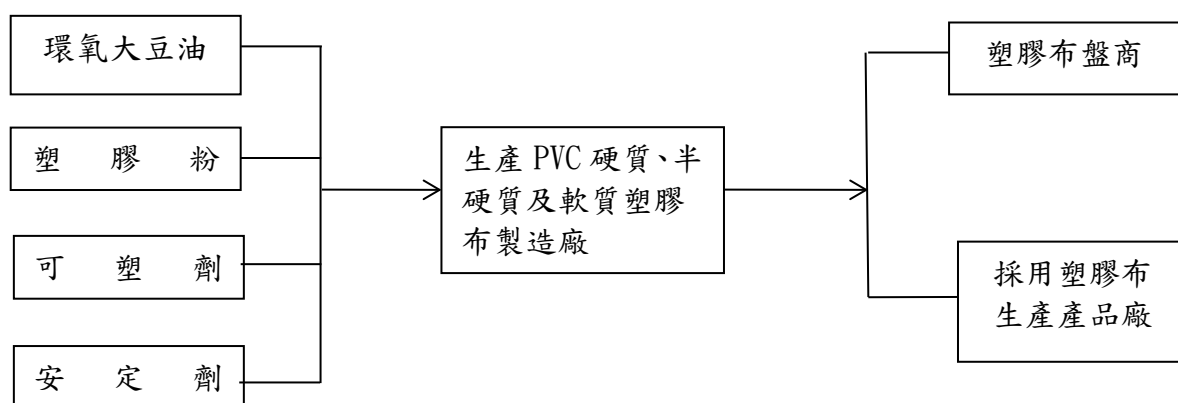 環氧大豆油
塑膠粉
可塑劑
安定劑
生產 PVC 硬質、半
硬質及軟質塑膠
布製造廠
塑膠布盤商
採用塑膠布
生產產品廠